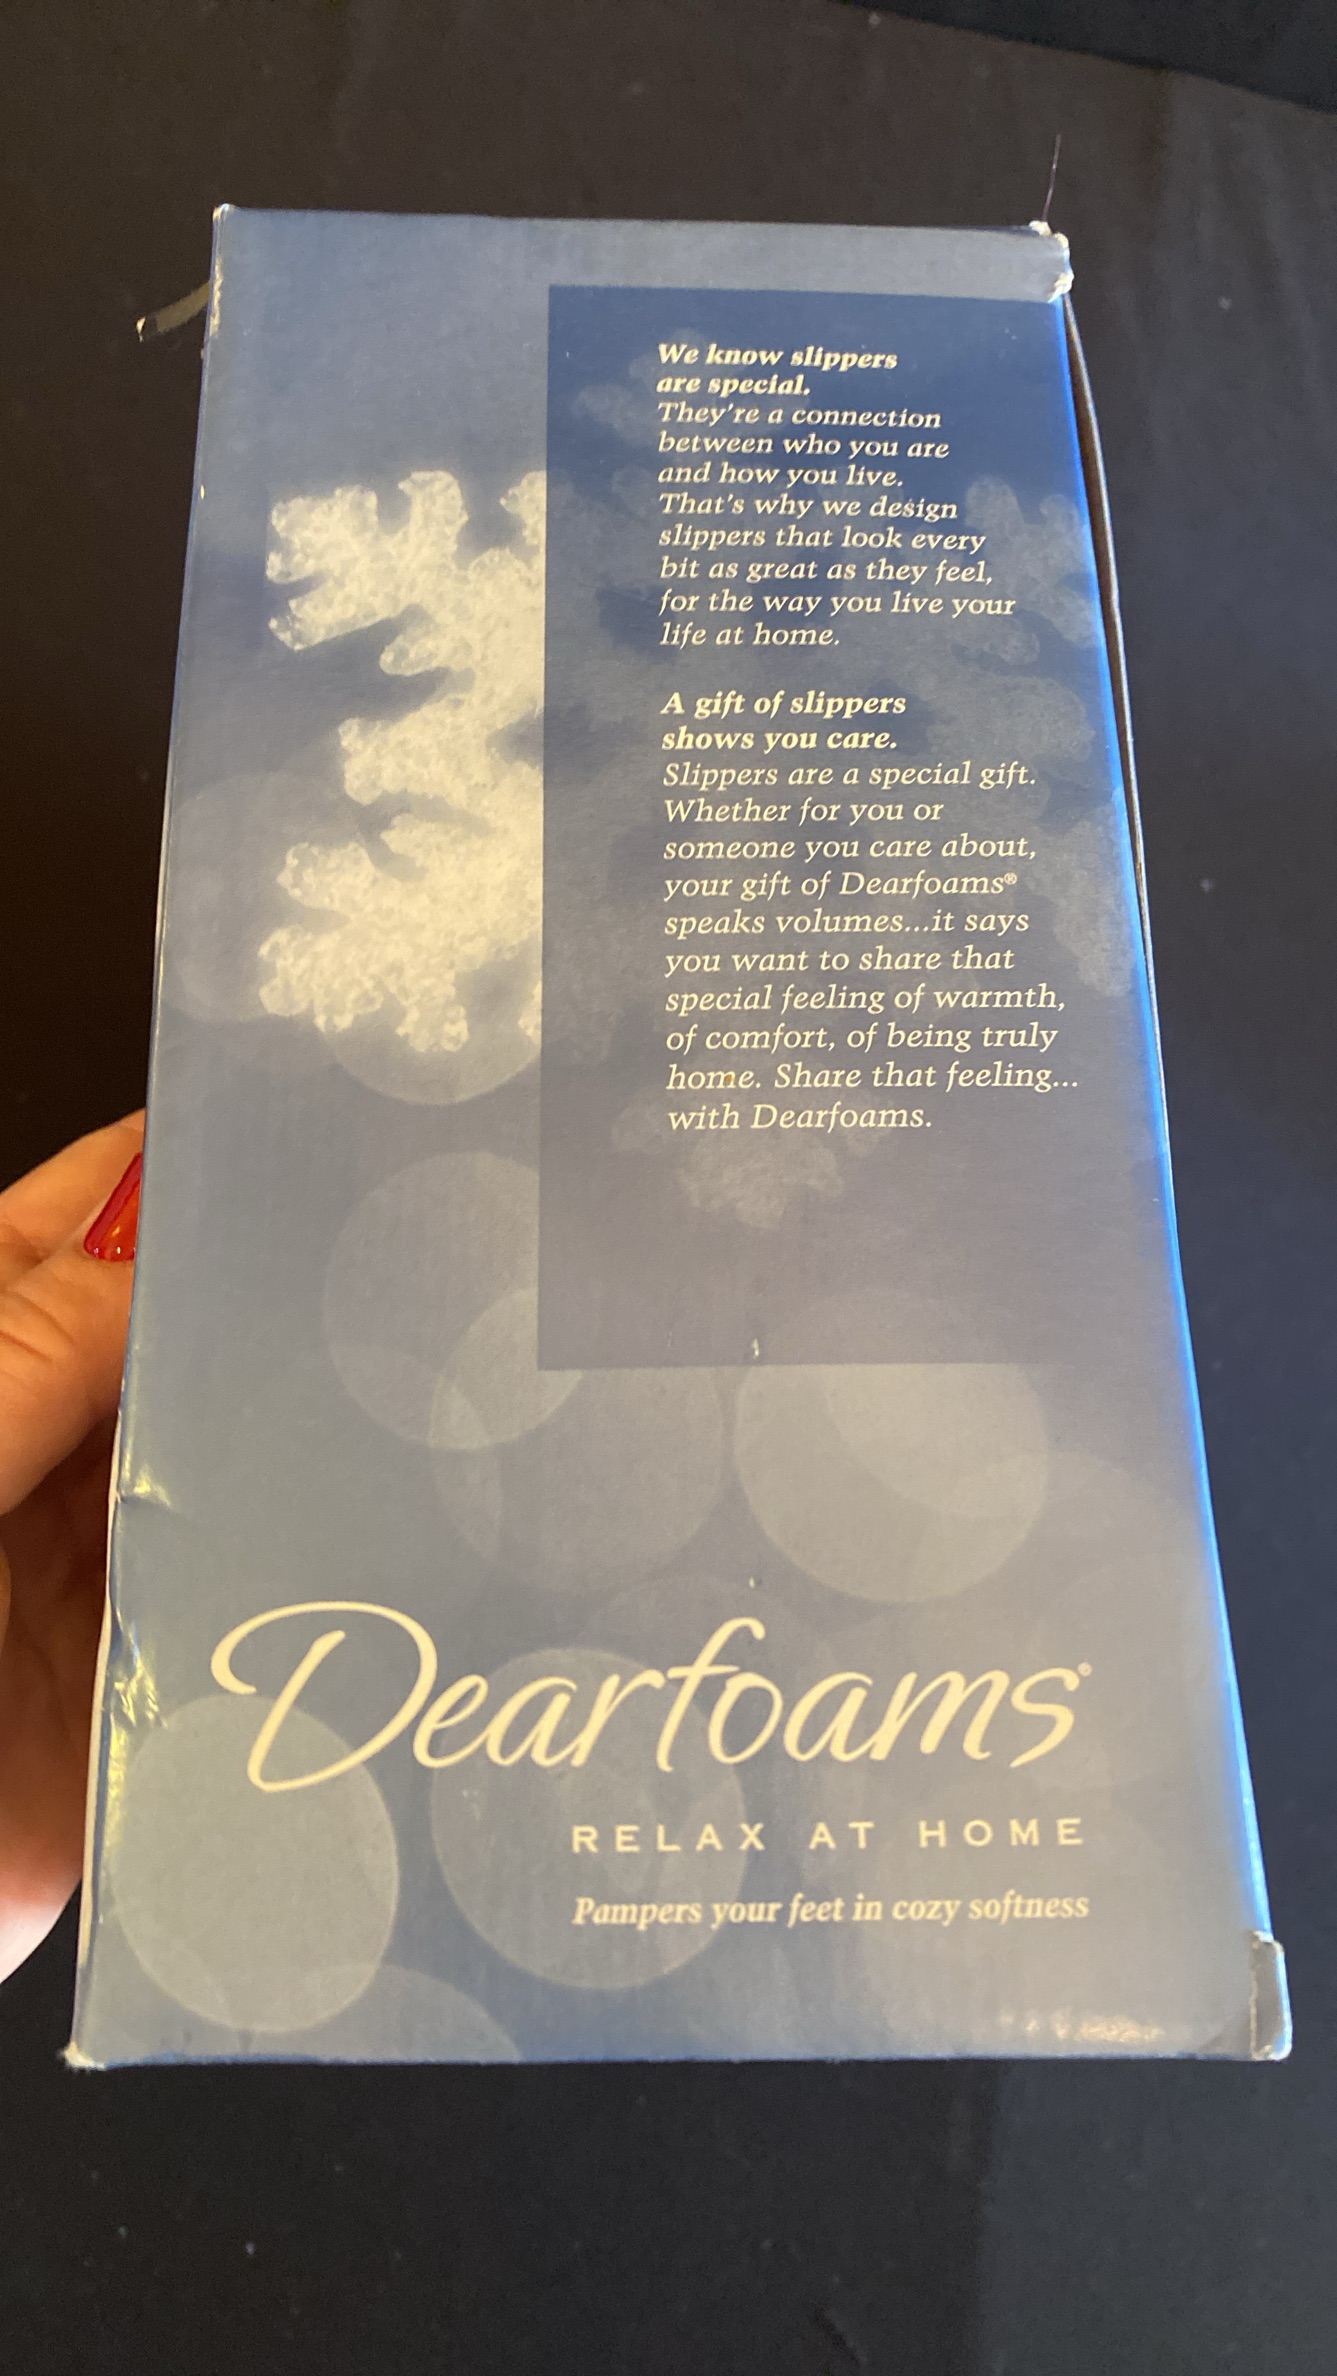 We know slippers
are special.
They're a connection
between who you are
and how you live.
That's why we design
slippers that look every
bit as great as they feel,
for the way you live your
life at home.
A gift of slippers
shows you care.
Slippers are a special gift.
Whether for you or
someone you care about,
your gift of Dearfoams®
speaks volumes...it says
you want to share that
special feeling of warmth,
of comfort, of being truly
home. Share that feeling...
with Dearfoams.
Dearfoams®
RELAX AT HOME
Pampers your feet in cozy softness